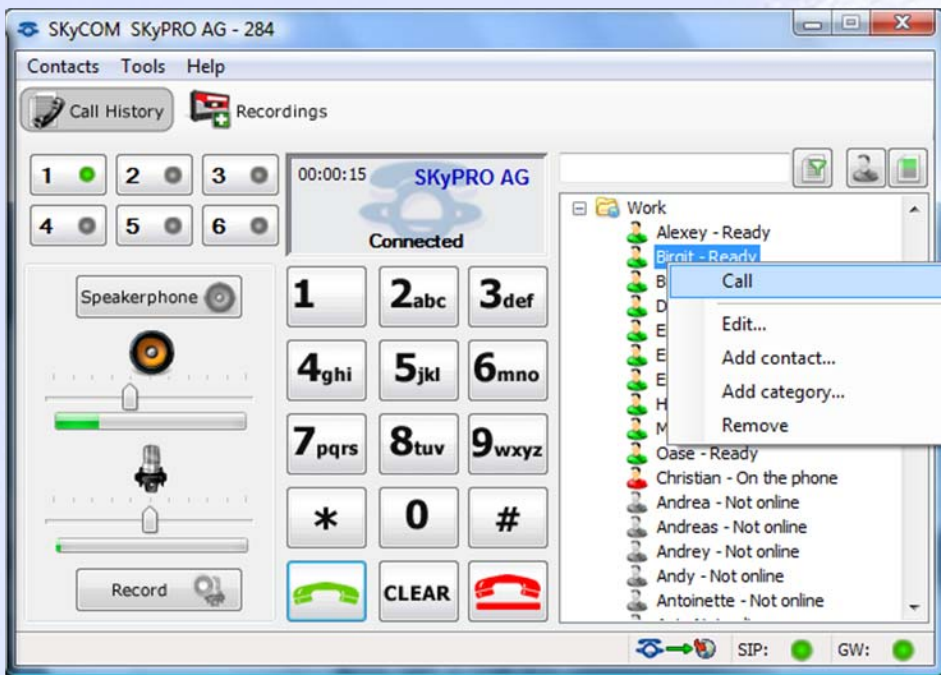 SKyCOM SKyPRO AG - 284
Contacts Tools Help
Call History Recordings
1 2 3
4 5 6
00:00:15 SKyPRO AG
Connected
Speakerphone
Record
1 2abc 3def
4ghi 5jkl 6mno
7pqrs 8tuv 9wxyz
* 0 #
CLEAR
Work
Alexey - Ready
Birgit - Ready
B
D
E
E
E
H
M
Oase - Ready
Christian - On the phone
Andrea - Not online
Andreas - Not online
Andrey - Not online
Andy - Not online
Antoinette - Not online
Call
Edit...
Add contact...
Add category...
Remove
SIP: GW: